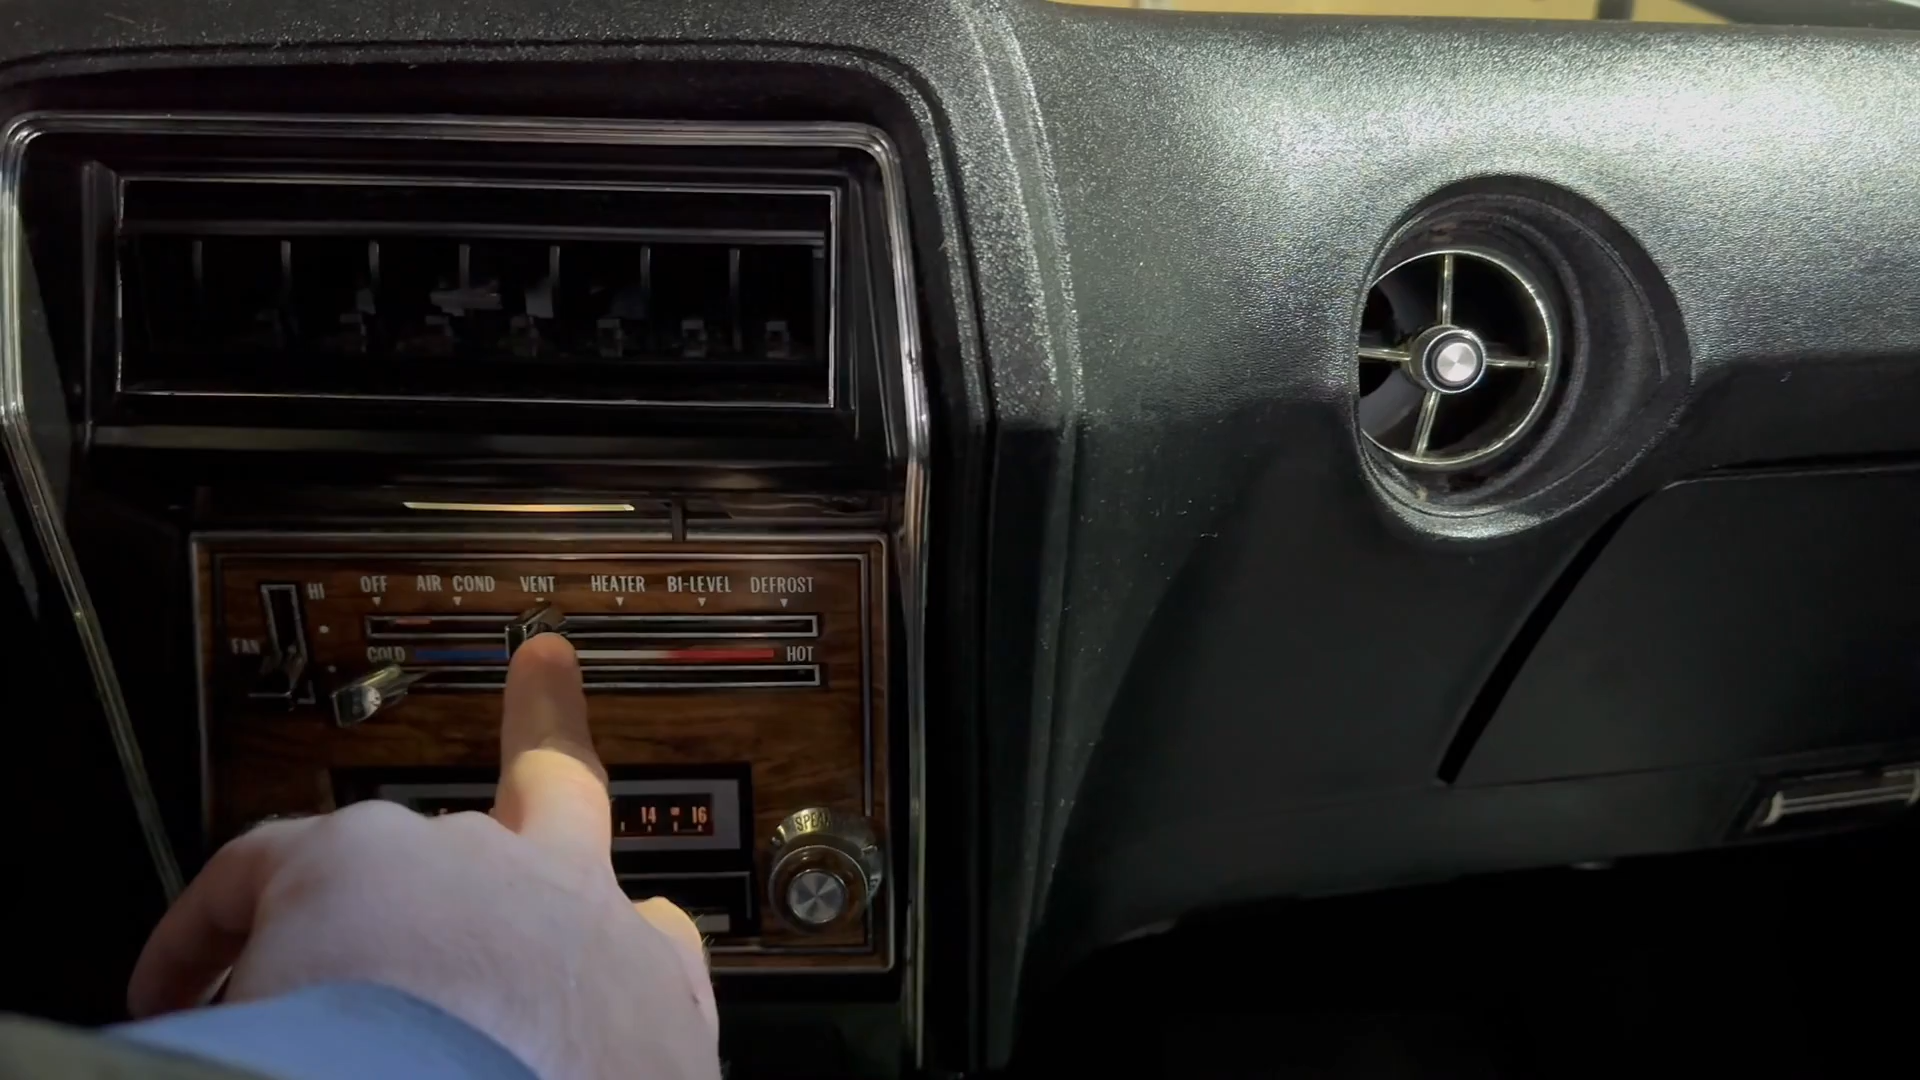 HI
OFF AIR COND VENT HEATER BI-LEVEL DEFROST
FAN
COLD HOT
14 16